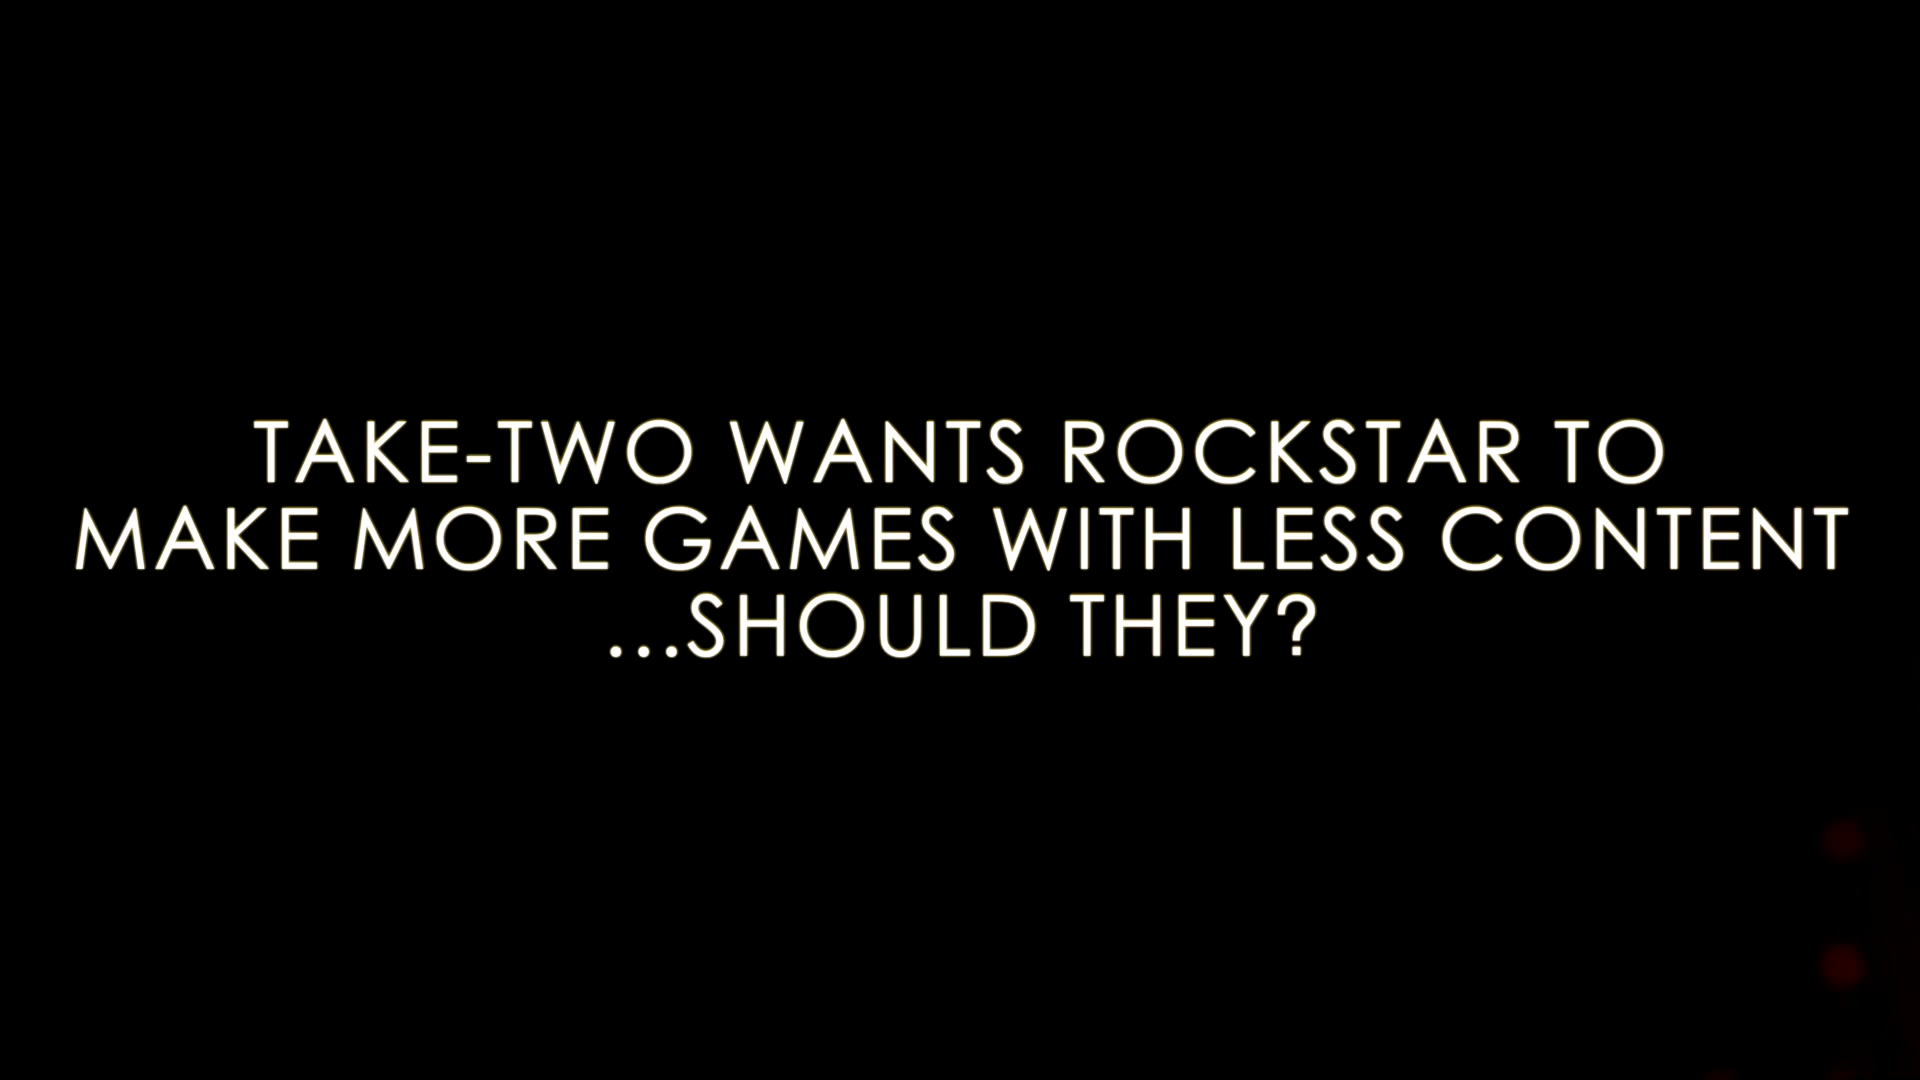 TAKE-TWO WANTS ROCKSTAR TO
MAKE MORE GAMES WITH LESS CONTENT
...SHOULD THEY?